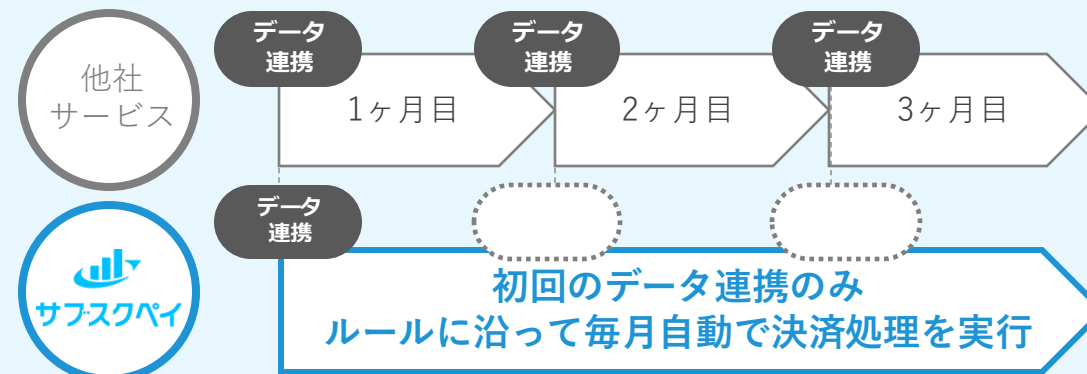 他社
サービス
データ
連携
データ
連携
データ
連携
1ヶ月目
2ヶ月目
3ヶ月目
サブスクペイ
データ
連携
初回のデータ連携のみ
ルールに沿って毎月自動で決済処理を実行